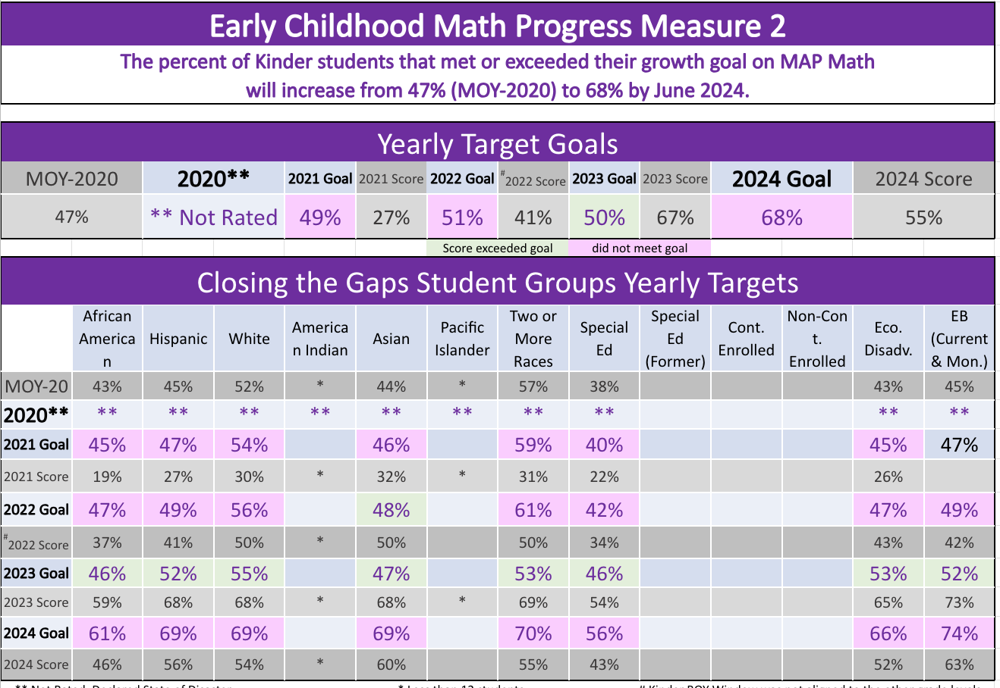 Early Childhood Math Progress Measure 2
The percent of Kinder students that met or exceeded their growth goal on MAP Math
will increase from 47% (MOY-2020) to 68% by June 2024.
Yearly Target Goals
MOY-2020 2020** 2021 Goal 2021 Score 2022 Goal #2022 Score 2023 Goal 2023 Score 2024 Goal 2024 Score
47% ** Not Rated 49% 27% 51% 41% 50% 67% 68% 55%
Score exceeded goal did not meet goal
Closing the Gaps Student Groups Yearly Targets
African
America
n
Hispanic
White
America
n Indian
Asian
Pacific
Islander
Two or
More
Races
Special
Ed
Special
Ed
(Former)
Cont.
Enrolled
Non-Con
t.
Enrolled
Eco.
Disadv.
EB
(Current
& Mon.)
MOY-20 43% 45% 52% * 44% * 57% 38% 43% 45%
2020** ** ** ** ** ** ** ** ** ** **
2021 Goal 45% 47% 54% 46% 59% 40% 45% 47%
2021 Score 19% 27% 30% * 32% * 31% 22% 26%
2022 Goal 47% 49% 56% 48% 61% 42% 47% 49%
#2022 Score 37% 41% 50% * 50% 50% 34% 43% 42%
2023 Goal 46% 52% 55% 47% 53% 46% 53% 52%
2023 Score 59% 68% 68% * 68% * 69% 54% 65% 73%
2024 Goal 61% 69% 69% 69% 70% 56% 66% 74%
2024 Score 46% 56% 54% * 60% 55% 43% 52% 63%
** Not Rated, Declared State of Disaster * Less than 12 students # Kinder BOY Window was not aligned to the other grade levels